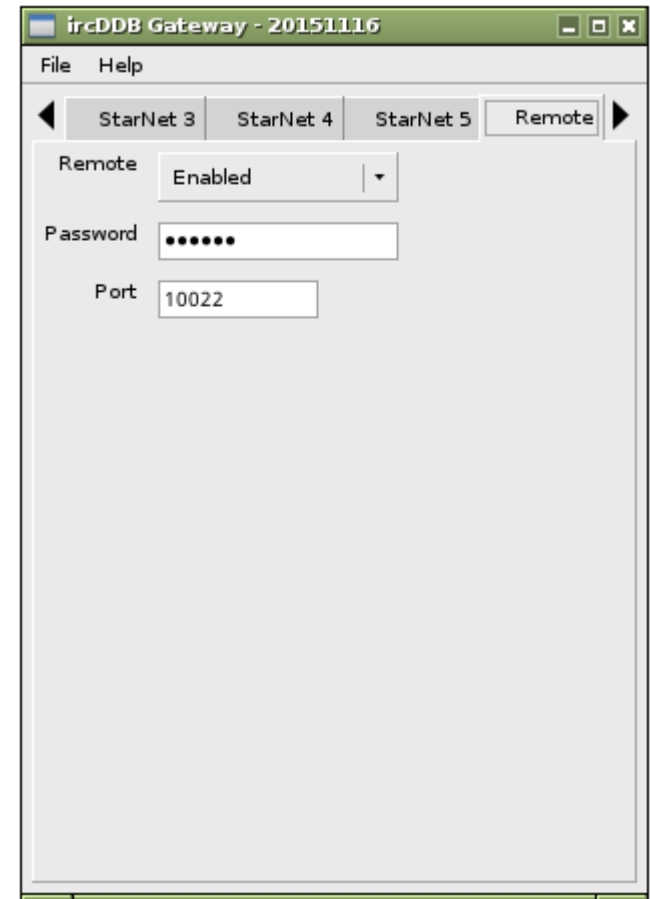 ircDDB Gateway - 20151116
File Help
StarNet 3 StarNet 4 StarNet 5 Remote
Remote Enabled
Password ●●●●●●
Port 10022